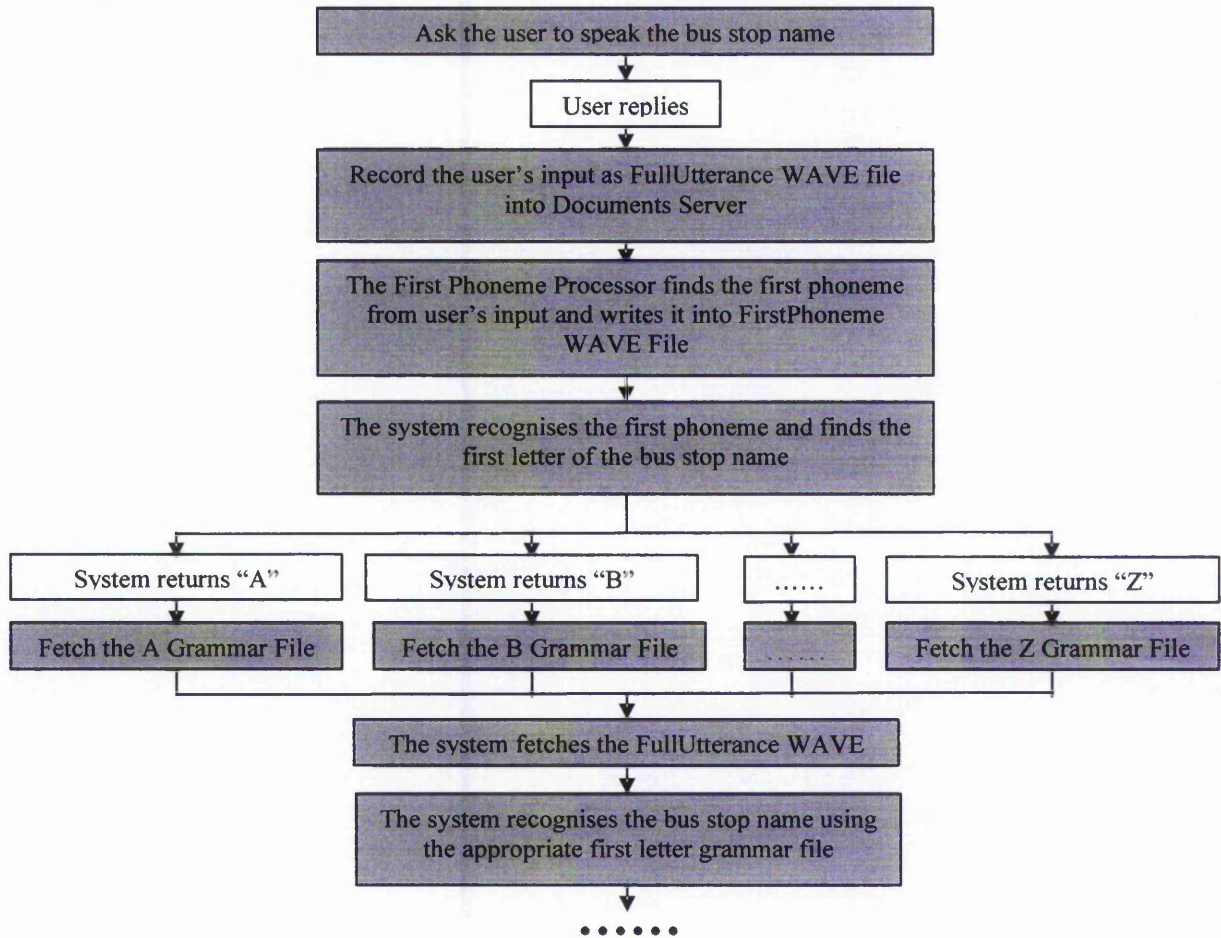 Ask the user to speak the bus stop name
User replies
Record the user's input as FullUtterance WAVE file
into Documents Server
The First Phoneme Processor finds the first phoneme
from user's input and writes it into FirstPhoneme
WAVE File
The system recognises the first phoneme and finds the
first letter of the bus stop name
System returns “A”
System returns “B”
......
System returns “Z”
Fetch the A Grammar File
Fetch the B Grammar File
.......
Fetch the Z Grammar File
The system fetches the FullUtterance WAVE
The system recognises the bus stop name using
the appropriate first letter grammar file
......